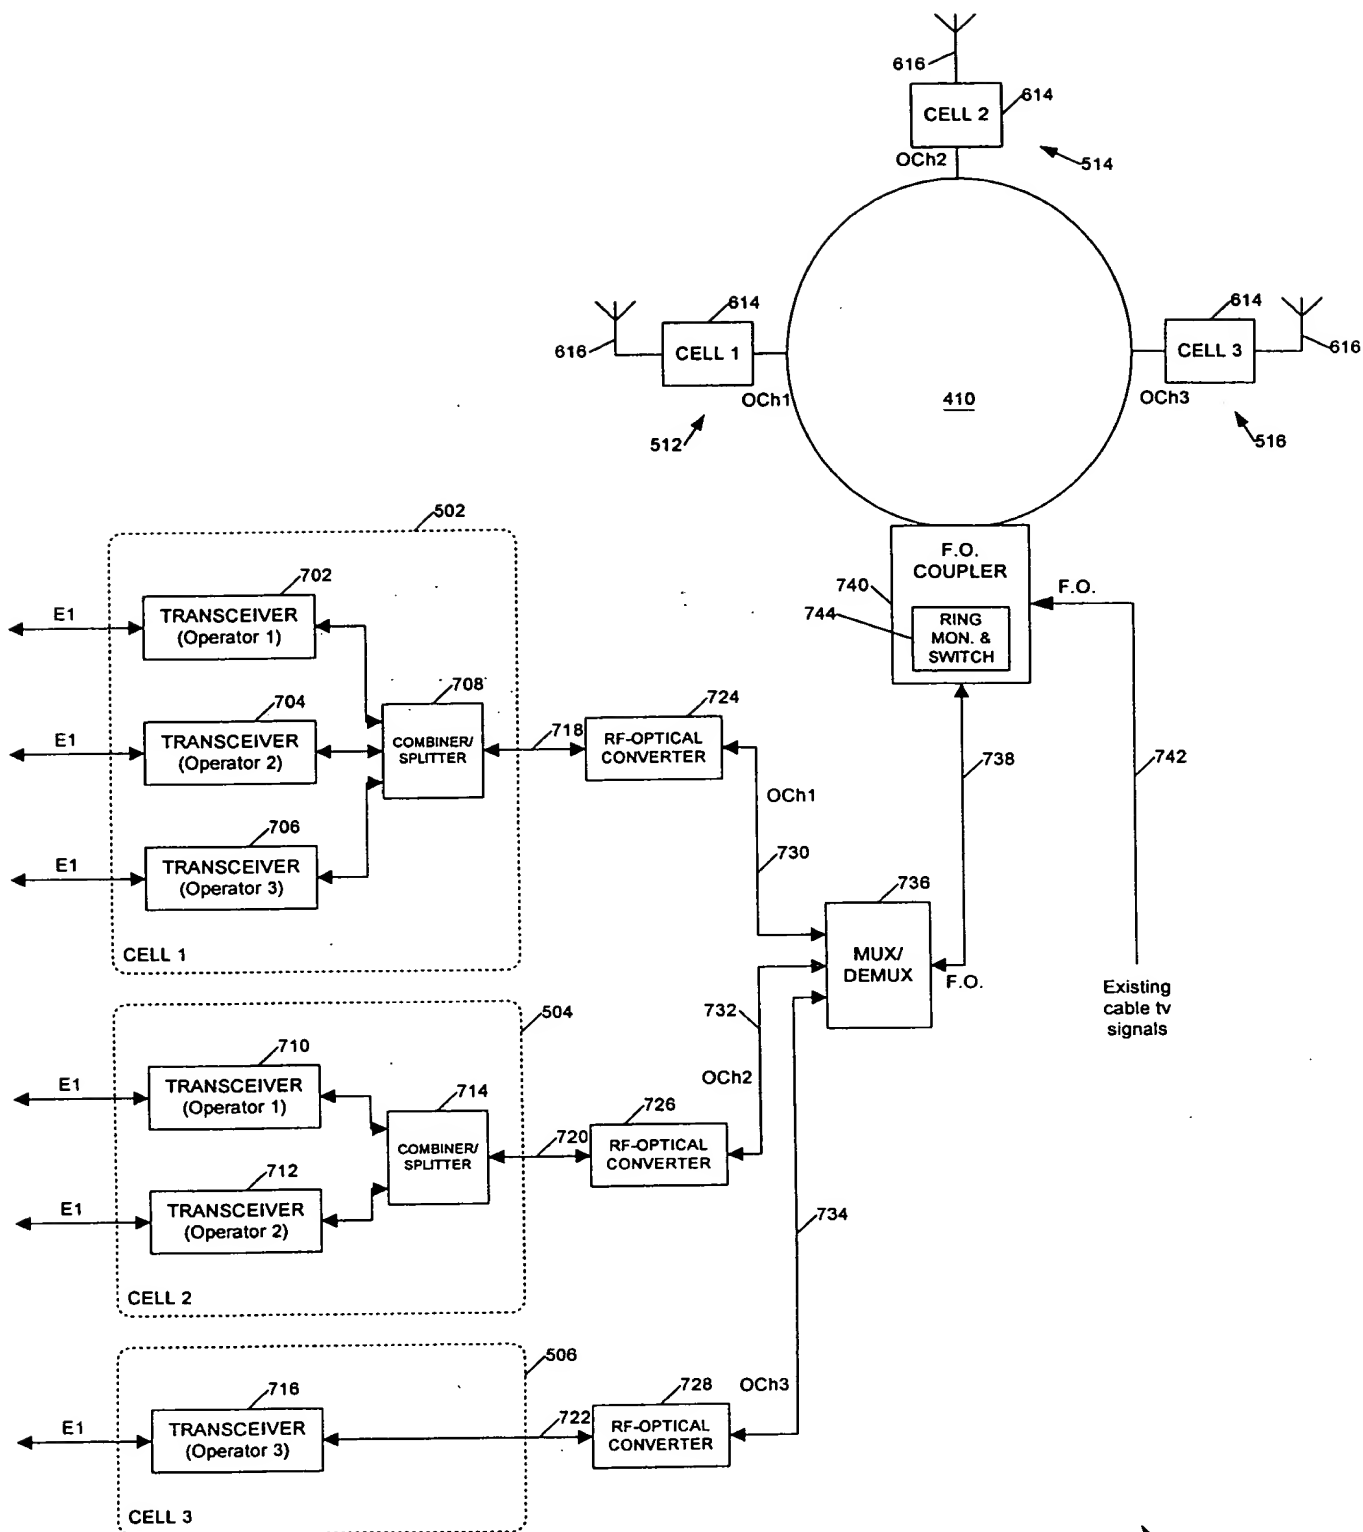 616
CELL 2
614
OCh2
514
614
616
CELL 1
OCh1
512
614
CELL 3
616
OCh3
516
410
502
702
E1
TRANSCEIVER
(Operator 1)
704
E1
TRANSCEIVER
(Operator 2)
706
E1
TRANSCEIVER
(Operator 3)
708
COMBINER/
SPLITTER
CELL 1
718
724
RF-OPTICAL
CONVERTER
OCh1
730
F.O.
COUPLER
740
744
RING
MON. &
SWITCH
F.O.
738
742
736
MUX/
DEMUX
F.O.
Existing
cable tv
signals
504
710
E1
TRANSCEIVER
(Operator 1)
712
E1
TRANSCEIVER
(Operator 2)
714
COMBINER/
SPLITTER
CELL 2
720
726
RF-OPTICAL
CONVERTER
732
OCh2
734
506
716
E1
TRANSCEIVER
(Operator 3)
CELL 3
722
728
RF-OPTICAL
CONVERTER
OCh3